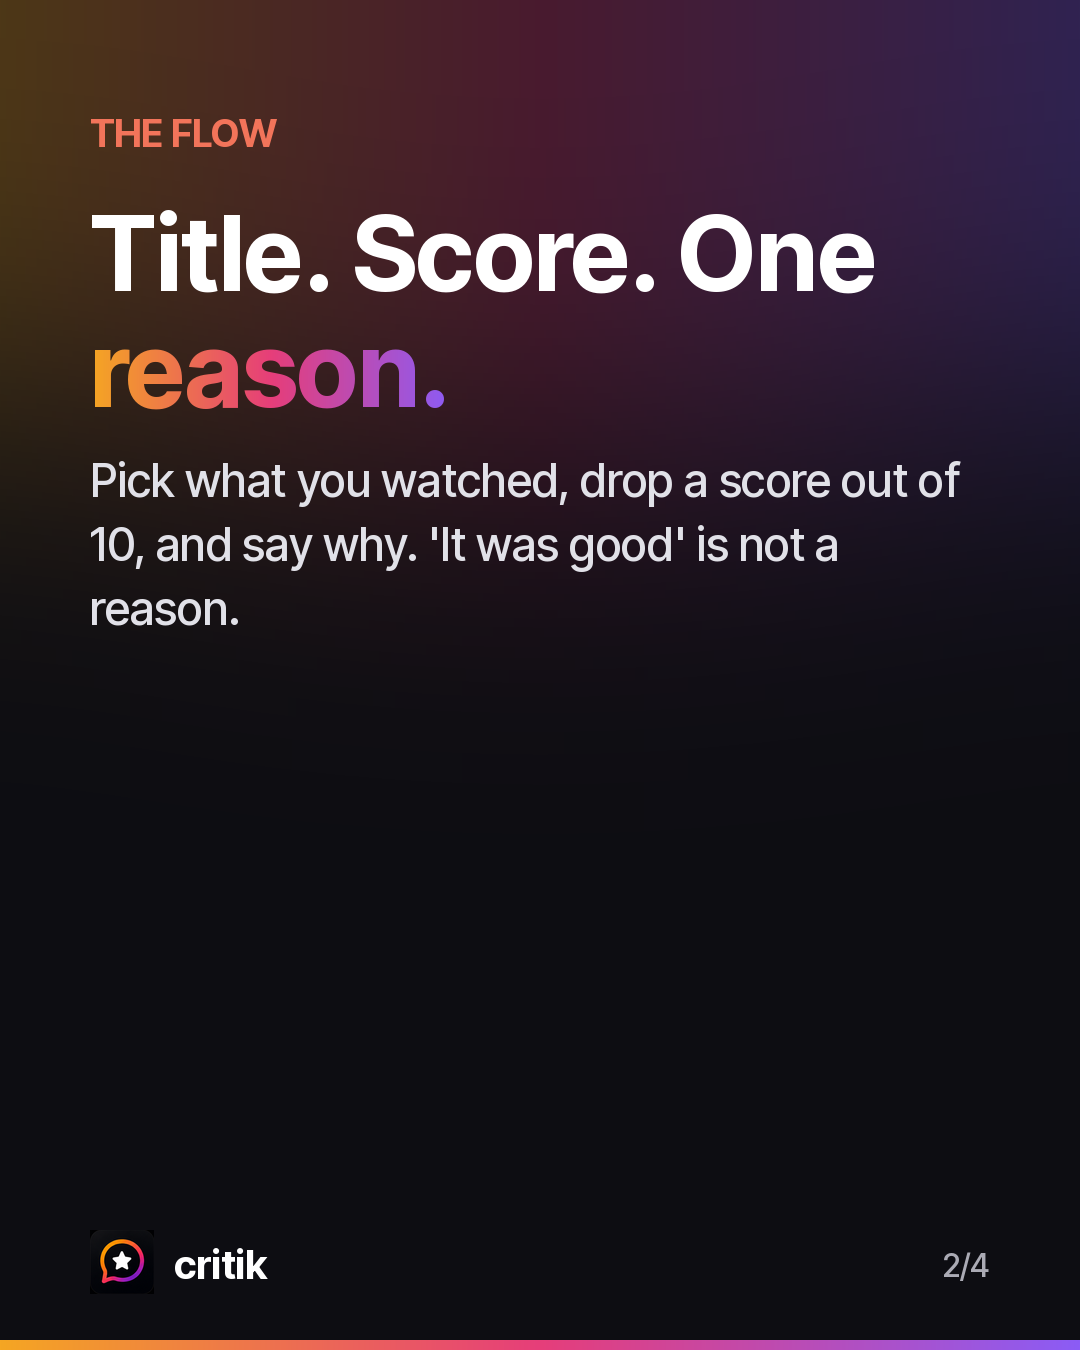 THE FLOW
Title. Score. One
reason.
Pick what you watched, drop a score out of
10, and say why. 'It was good' is not a
reason.
critik
2/4